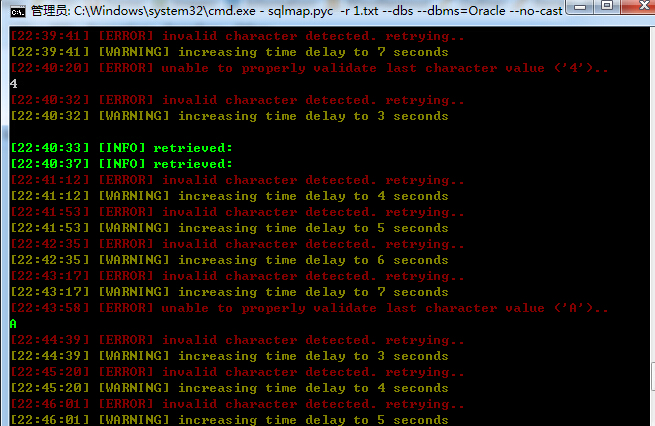 管理员: C:\Windows\system32\cmd.exe - sqlmap.pyc -r 1.txt --dbs --dbms=Oracle --no-cast
[22:39:41] [ERROR] invalid character detected. retrying..
[22:39:41] [WARNING] increasing time delay to 7 seconds
[22:40:20] [ERROR] unable to properly validate last character value ('4')..
4
[22:40:32] [ERROR] invalid character detected. retrying..
[22:40:32] [WARNING] increasing time delay to 3 seconds
[22:40:33] [INFO] retrieved:
[22:40:37] [INFO] retrieved:
[22:41:12] [ERROR] invalid character detected. retrying..
[22:41:12] [WARNING] increasing time delay to 4 seconds
[22:41:53] [ERROR] invalid character detected. retrying..
[22:41:53] [WARNING] increasing time delay to 5 seconds
[22:42:35] [ERROR] invalid character detected. retrying..
[22:42:35] [WARNING] increasing time delay to 6 seconds
[22:43:17] [ERROR] invalid character detected. retrying..
[22:43:17] [WARNING] increasing time delay to 7 seconds
[22:43:58] [ERROR] unable to properly validate last character value ('A')..
A
[22:44:39] [ERROR] invalid character detected. retrying..
[22:44:39] [WARNING] increasing time delay to 3 seconds
[22:45:20] [ERROR] invalid character detected. retrying..
[22:45:20] [WARNING] increasing time delay to 4 seconds
[22:46:01] [ERROR] invalid character detected. retrying..
[22:46:01] [WARNING] increasing time delay to 5 seconds